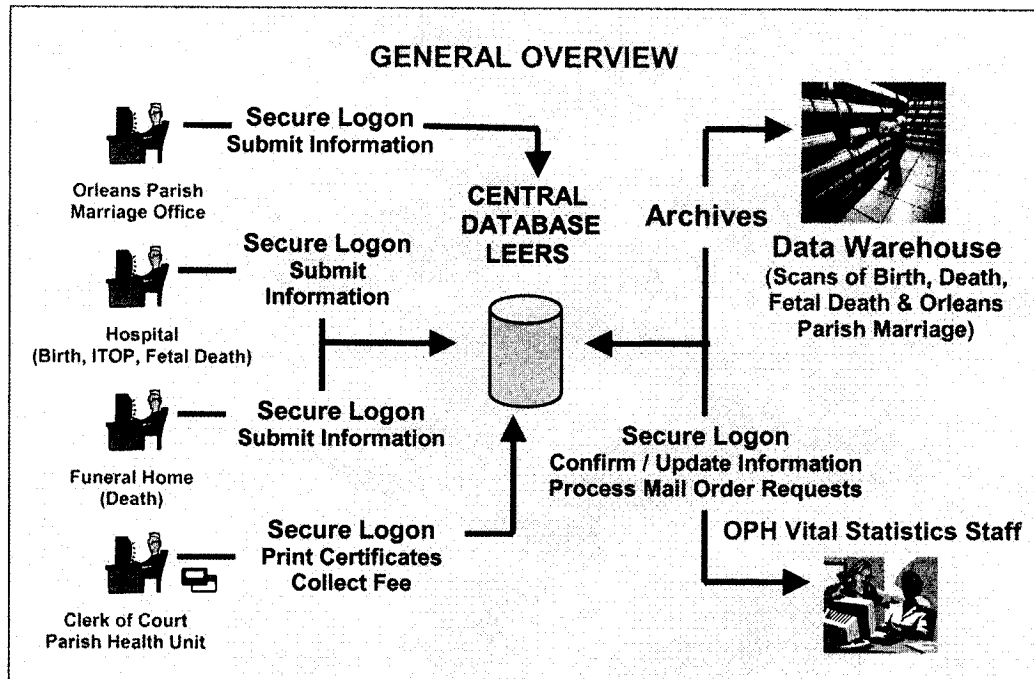 GENERAL OVERVIEW
Secure Logon
Submit Information
Orleans Parish
Marriage Office
CENTRAL
DATABASE
LEERS
Archives
Data Warehouse
(Scans of Birth, Death,
Fetal Death & Orleans
Parish Marriage)
Secure Logon
Submit
Information
Hospital
(Birth, ITOP, Fetal Death)
Secure Logon
Submit Information
Funeral Home
(Death)
Secure Logon
Confirm / Update Information
Process Mail Order Requests
OPH Vital Statistics Staff
Secure Logon
Print Certificates
Collect Fee
Clerk of Court
Parish Health Unit